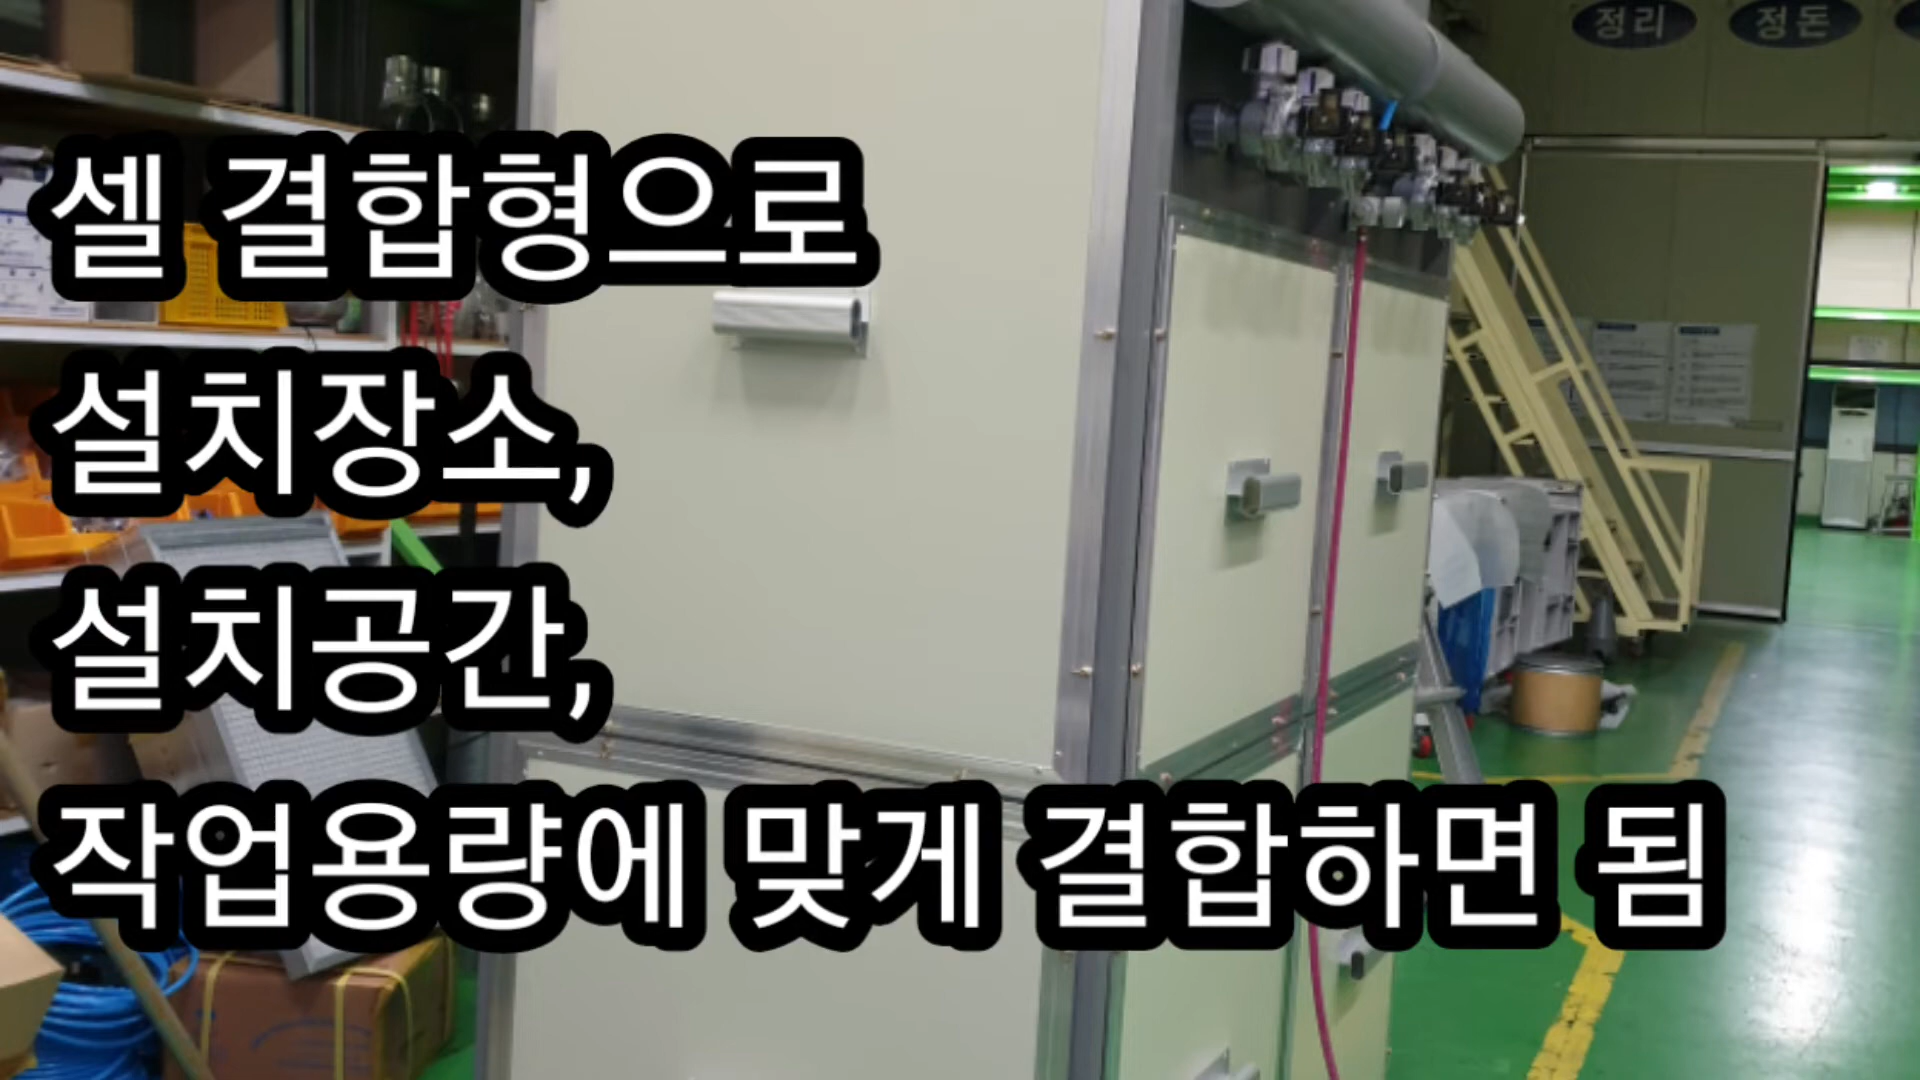 정리 정돈
셀 결합형으로
설치장소,
설치공간,
작업용량에 맞게 결합하면 됨